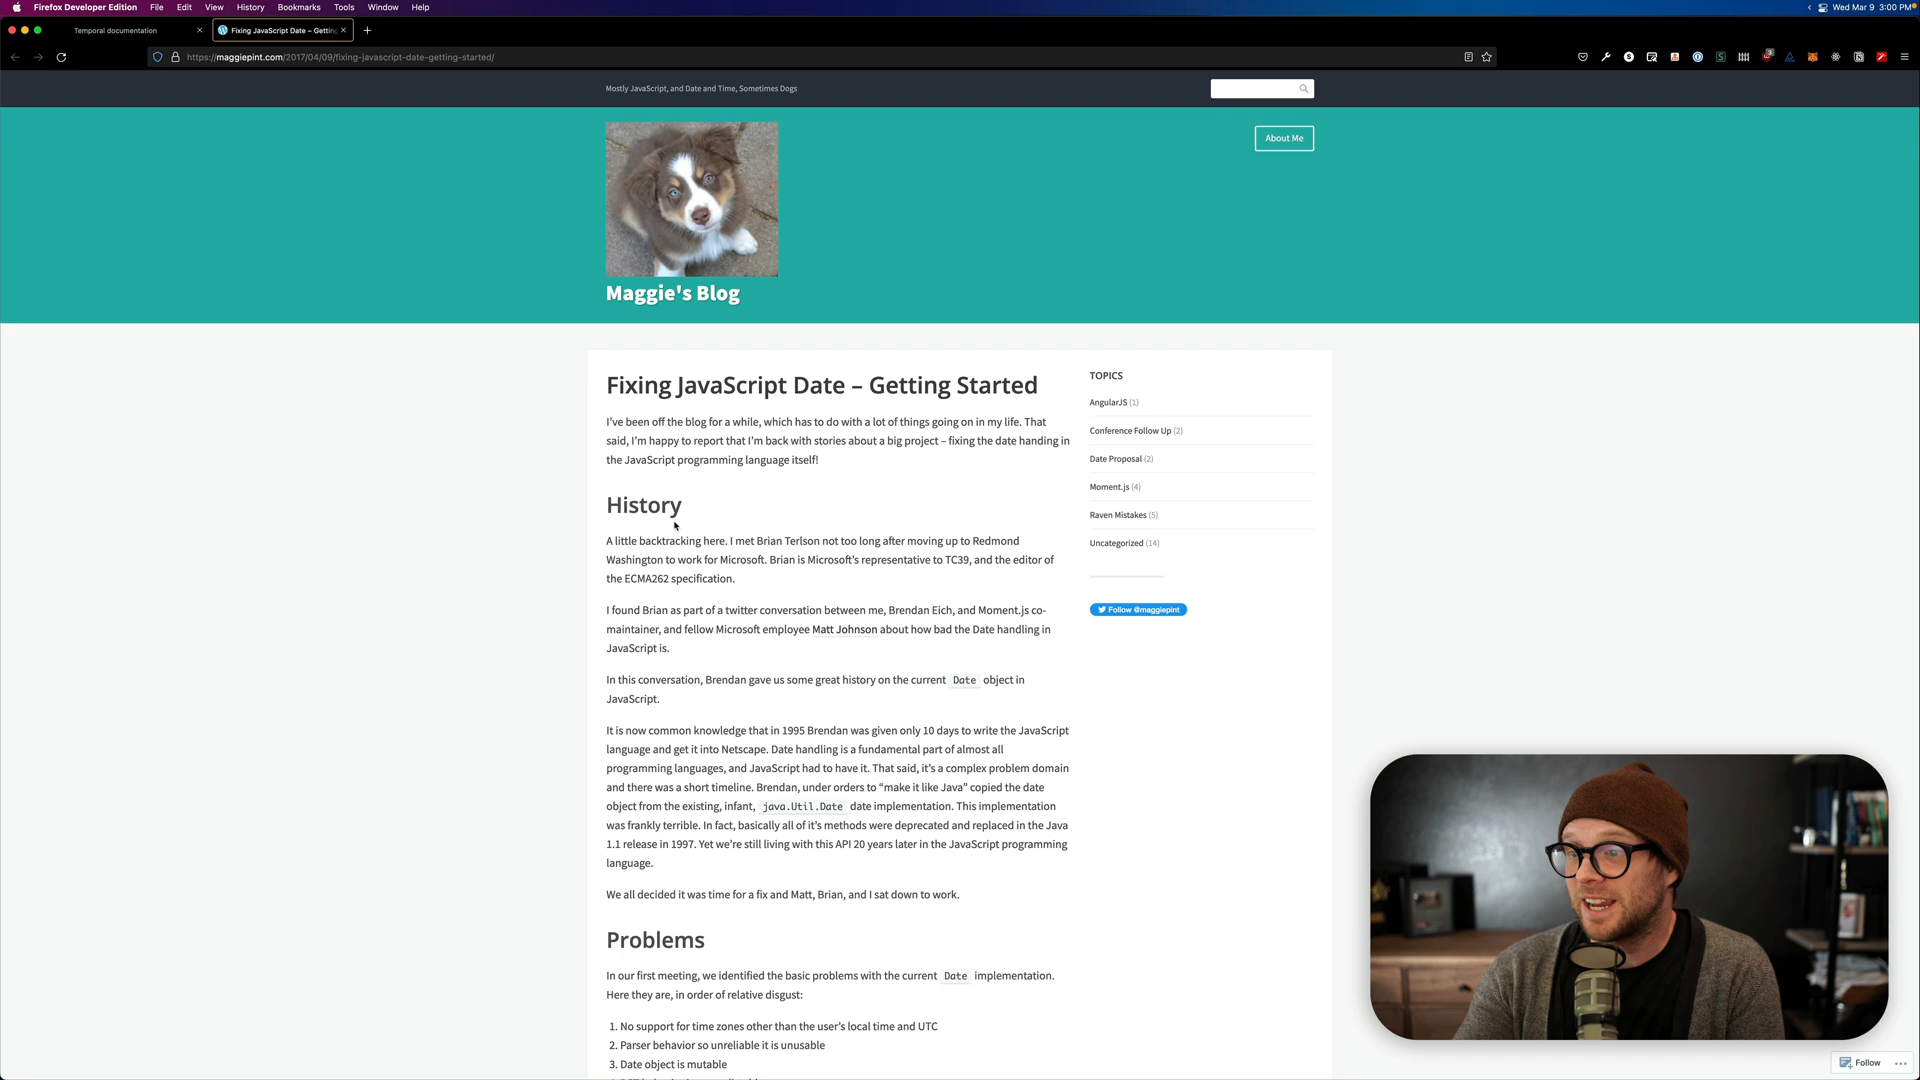 Firefox Developer Edition File Edit View History Bookmarks Tools Window Help
Wed Mar 9 3:00 PM
Temporal documentation
Fixing JavaScript Date – Getting
https://maggiepint.com/2017/04/09/fixing-javascript-date-getting-started/
3
Mostly JavaScript, and Date and Time, Sometimes Dogs
About Me
Maggie's Blog
Fixing JavaScript Date – Getting Started
I've been off the blog for a while, which has to do with a lot of things going on in my life. That
said, I'm happy to report that I'm back with stories about a big project – fixing the date handing in
the JavaScript programming language itself!
History
A little backtracking here. I met Brian Terlson not too long after moving up to Redmond
Washington to work for Microsoft. Brian is Microsoft's representative to TC39, and the editor of
the ECMA262 specification.
I found Brian as part of a twitter conversation between me, Brendan Eich, and Moment.js co-
maintainer, and fellow Microsoft employee Matt Johnson about how bad the Date handling in
JavaScript is.
In this conversation, Brendan gave us some great history on the current Date object in
JavaScript.
It is now common knowledge that in 1995 Brendan was given only 10 days to write the JavaScript
language and get it into Netscape. Date handling is a fundamental part of almost all
programming languages, and JavaScript had to have it. That said, it's a complex problem domain
and there was a short timeline. Brendan, under orders to "make it like Java" copied the date
object from the existing, infant, java.Util.Date date implementation. This implementation
was frankly terrible. In fact, basically all of it's methods were deprecated and replaced in the Java
1.1 release in 1997. Yet we're still living with this API 20 years later in the JavaScript programming
language.
We all decided it was time for a fix and Matt, Brian, and I sat down to work.
Problems
In our first meeting, we identified the basic problems with the current Date implementation.
Here they are, in order of relative disgust:
1. No support for time zones other than the user's local time and UTC
2. Parser behavior so unreliable it is unusable
3. Date object is mutable
TOPICS
AngularJS (1)
Conference Follow Up (2)
Date Proposal (2)
Moment.js (4)
Raven Mistakes (5)
Uncategorized (14)
Follow @maggiepint
Follow